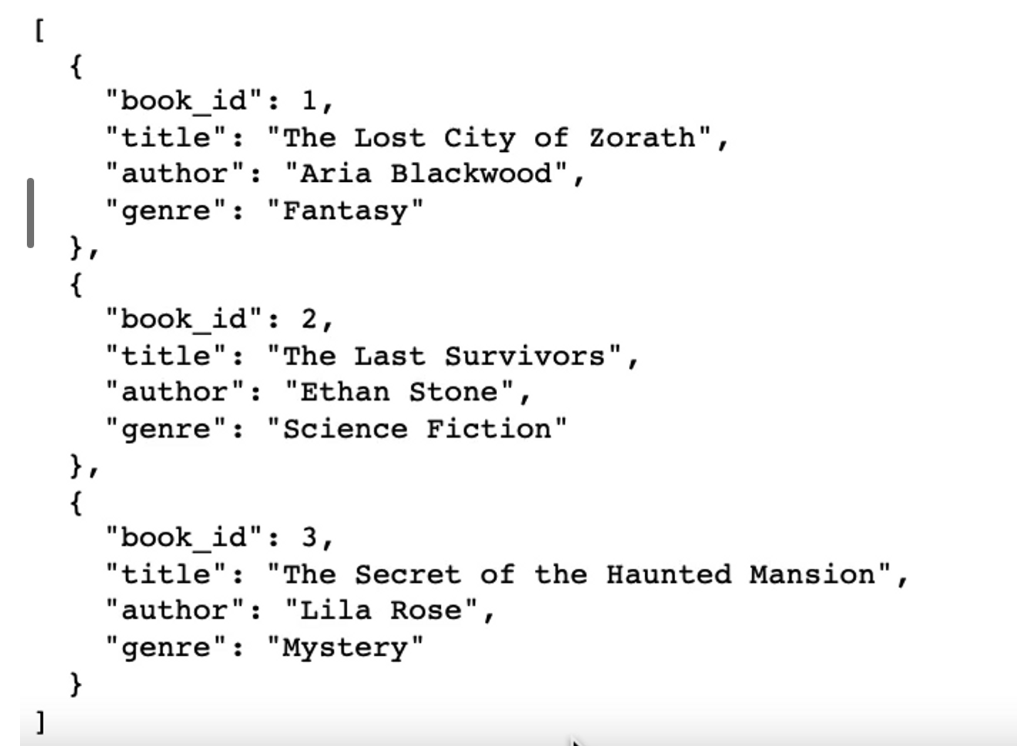 [
  {
    "book_id": 1,
    "title": "The Lost City of Zorath",
    "author": "Aria Blackwood",
    "genre": "Fantasy"
  },
  {
    "book_id": 2,
    "title": "The Last Survivors",
    "author": "Ethan Stone",
    "genre": "Science Fiction"
  },
  {
    "book_id": 3,
    "title": "The Secret of the Haunted Mansion",
    "author": "Lila Rose",
    "genre": "Mystery"
  }
]